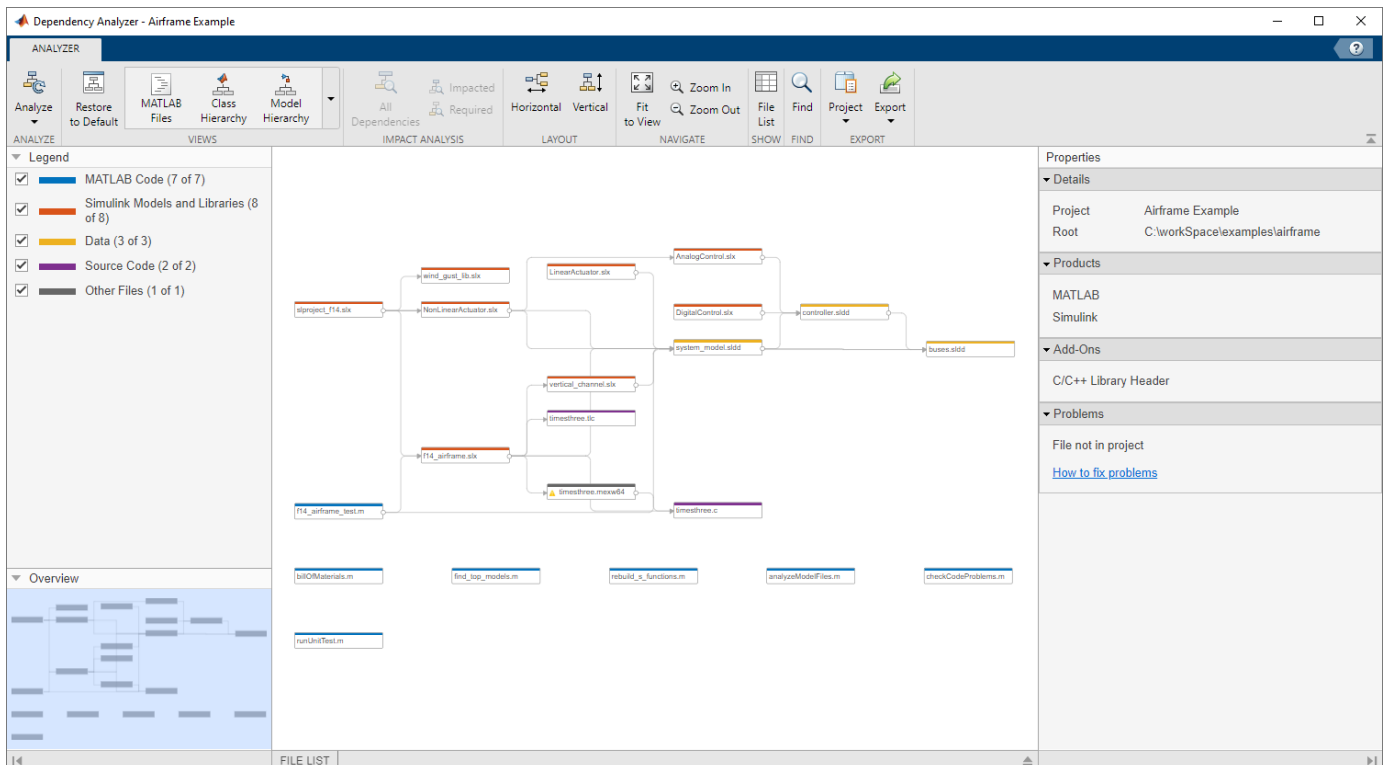 Dependency Analyzer - Airframe Example
ANALYZER
?
Analyze
Restore
to Default
MATLAB
Files
Class
Hierarchy
Model
Hierarchy
All
Dependencies
Impacted
Required
Horizontal
Vertical
Fit
to View
Zoom In
Zoom Out
File
List
Find
Project
Export
ANALYZE
VIEWS
IMPACT ANALYSIS
LAYOUT
NAVIGATE
SHOW
FIND
EXPORT
Legend
MATLAB Code (7 of 7)
Simulink Models and Libraries (8
of 8)
Data (3 of 3)
Source Code (2 of 2)
Other Files (1 of 1)
Overview
AnalogControl.slx
wind_gust_lib.slx
LinearActuator.slx
slproject_f14.slx
NonLinearActuator.slx
DigitalControl.slx
controller.sldd
system_model.sldd
buses.sldd
vertical_channel.slx
timesthree.tlc
f14_airframe.slx
timesthree.mexw64
f14_airframe_test.m
timesthree.c
billOfMaterials.m
find_top_models.m
rebuild_s_functions.m
analyzeModelFiles.m
checkCodeProblems.m
runUnitTest.m
Properties
Details
Project Airframe Example
Root C:\workSpace\examples\airframe
Products
MATLAB
Simulink
Add-Ons
C/C++ Library Header
Problems
File not in project
How to fix problems
FILE LIST